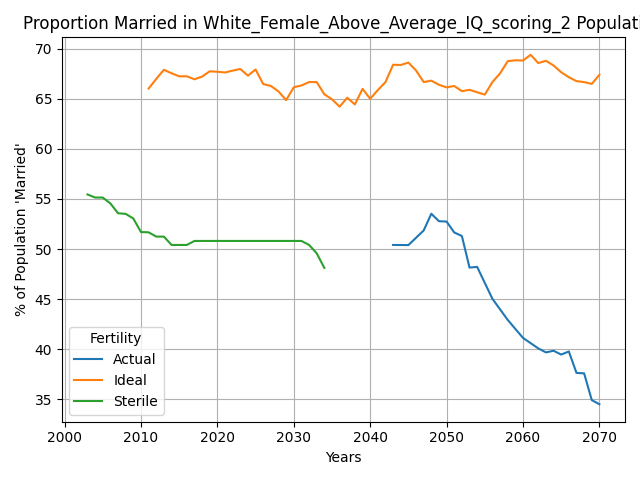 Proportion Married in White_Female_Above_Average_IQ_scoring_2 Populati
70
65
60
55
50
45
40
35
% of Population 'Married'
Fertility
Actual
Ideal
Sterile
2000 2010 2020 2030 2040 2050 2060 2070
Years